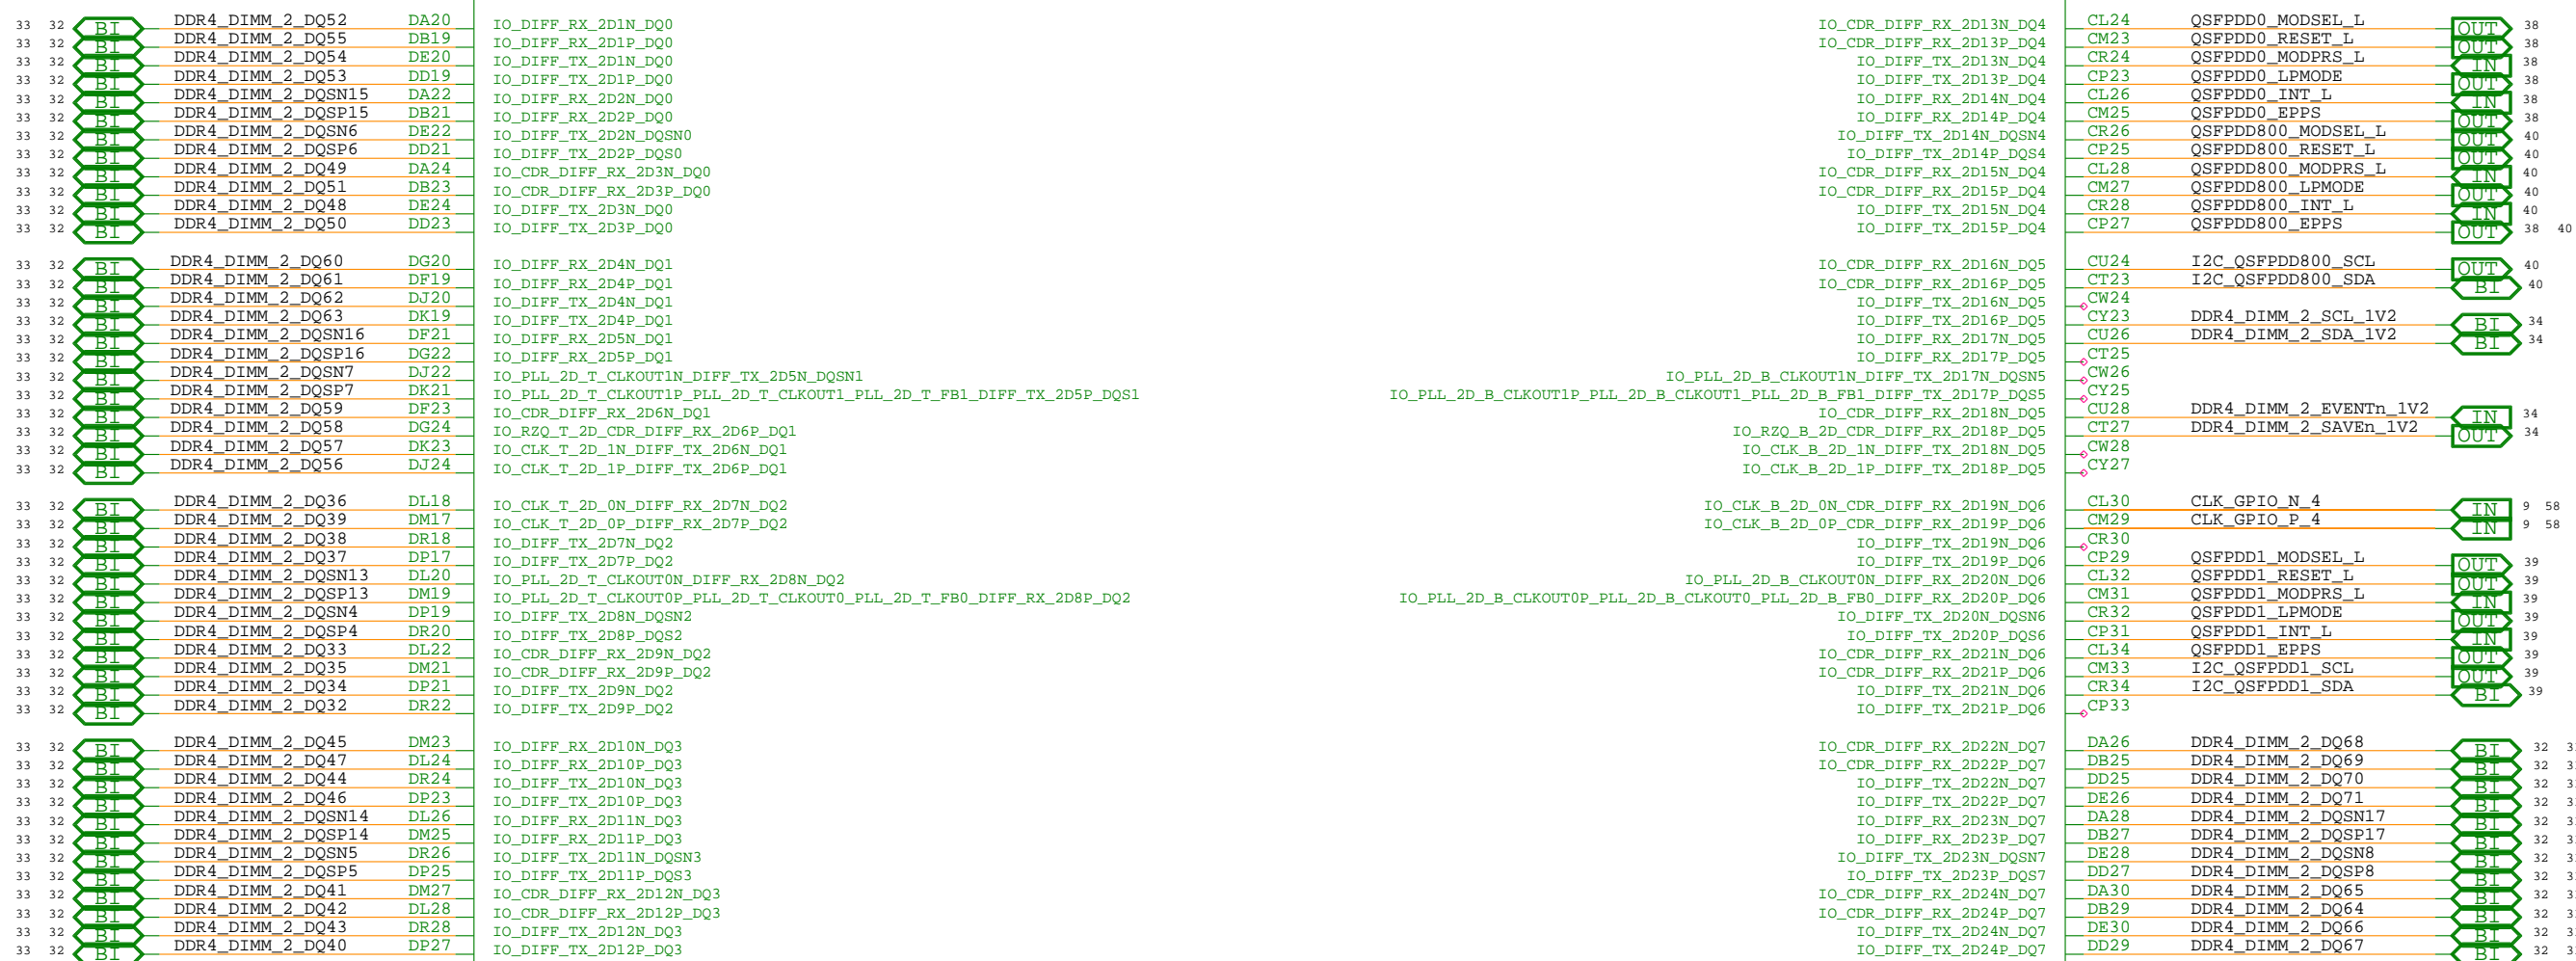 33 32 BI DDR4_DIMM_2_DQ52 DA20 IO_DIFF_RX_2D1N_DQ0 IO_CDR_DIFF_RX_2D13N_DQ4 CL24 QSFPDD0_MODSEL_L OUT 38
33 32 BI DDR4_DIMM_2_DQ55 DB19 IO_DIFF_RX_2D1P_DQ0 IO_CDR_DIFF_RX_2D13P_DQ4 CM23 QSFPDD0_RESET_L OUT 38
33 32 BI DDR4_DIMM_2_DQ54 DE20 IO_DIFF_TX_2D1N_DQ0 IO_DIFF_TX_2D13N_DQ4 CR24 QSFPDD0_MODPRS_L IN 38
33 32 BI DDR4_DIMM_2_DQ53 DD19 IO_DIFF_TX_2D1P_DQ0 IO_DIFF_TX_2D13P_DQ4 CP23 QSFPDD0_LPMODE OUT 38
33 32 BI DDR4_DIMM_2_DQSN15 DA22 IO_DIFF_RX_2D2N_DQ0 IO_DIFF_RX_2D14N_DQ4 CL26 QSFPDD0_INT_L IN 38
33 32 BI DDR4_DIMM_2_DQSP15 DB21 IO_DIFF_RX_2D2P_DQ0 IO_DIFF_RX_2D14P_DQ4 CM25 QSFPDD0_EPPS OUT 38
33 32 BI DDR4_DIMM_2_DQSN6 DE22 IO_DIFF_TX_2D2N_DQSN0 IO_DIFF_TX_2D14N_DQSN4 CR26 QSFPDD800_MODSEL_L OUT 40
33 32 BI DDR4_DIMM_2_DQSP6 DD21 IO_DIFF_TX_2D2P_DQS0 IO_DIFF_TX_2D14P_DQS4 CP25 QSFPDD800_RESET_L OUT 40
33 32 BI DDR4_DIMM_2_DQ49 DA24 IO_CDR_DIFF_RX_2D3N_DQ0 IO_CDR_DIFF_RX_2D15N_DQ4 CL28 QSFPDD800_MODPRS_L IN 40
33 32 BI DDR4_DIMM_2_DQ51 DB23 IO_CDR_DIFF_RX_2D3P_DQ0 IO_CDR_DIFF_RX_2D15P_DQ4 CM27 QSFPDD800_LPMODE OUT 40
33 32 BI DDR4_DIMM_2_DQ48 DE24 IO_DIFF_TX_2D3N_DQ0 IO_DIFF_TX_2D15N_DQ4 CR28 QSFPDD800_INT_L IN 40
33 32 BI DDR4_DIMM_2_DQ50 DD23 IO_DIFF_TX_2D3P_DQ0 IO_DIFF_TX_2D15P_DQ4 CP27 QSFPDD800_EPPS OUT 38 40
33 32 BI DDR4_DIMM_2_DQ60 DG20 IO_DIFF_RX_2D4N_DQ1 IO_CDR_DIFF_RX_2D16N_DQ5 CU24 I2C_QSFPDD800_SCL OUT 40
33 32 BI DDR4_DIMM_2_DQ61 DF19 IO_DIFF_RX_2D4P_DQ1 IO_CDR_DIFF_RX_2D16P_DQ5 CT23 I2C_QSFPDD800_SDA BI 40
33 32 BI DDR4_DIMM_2_DQ62 DJ20 IO_DIFF_TX_2D4N_DQ1 IO_DIFF_TX_2D16N_DQ5 CW24
33 32 BI DDR4_DIMM_2_DQ63 DK19 IO_DIFF_TX_2D4P_DQ1 IO_DIFF_TX_2D16P_DQ5 CY23 DDR4_DIMM_2_SCL_1V2 BI 34
33 32 BI DDR4_DIMM_2_DQSN16 DF21 IO_DIFF_RX_2D5N_DQ1 IO_DIFF_RX_2D17N_DQ5 CU26 DDR4_DIMM_2_SDA_1V2 BI 34
33 32 BI DDR4_DIMM_2_DQSP16 DG22 IO_DIFF_RX_2D5P_DQ1 IO_DIFF_RX_2D17P_DQ5 CT25
33 32 BI DDR4_DIMM_2_DQSN7 DJ22 IO_PLL_2D_T_CLKOUT1N_DIFF_TX_2D5N_DQSN1 IO_PLL_2D_B_CLKOUT1N_DIFF_TX_2D17N_DQSN5 CW26
33 32 BI DDR4_DIMM_2_DQSP7 DK21 IO_PLL_2D_T_CLKOUT1P_PLL_2D_T_CLKOUT1_PLL_2D_T_FB1_DIFF_TX_2D5P_DQS1 IO_PLL_2D_B_CLKOUT1P_PLL_2D_B_CLKOUT1_PLL_2D_B_FB1_DIFF_TX_2D17P_DQS5 CY25
33 32 BI DDR4_DIMM_2_DQ59 DF23 IO_CDR_DIFF_RX_2D6N_DQ1 IO_CDR_DIFF_RX_2D18N_DQ5 CU28 DDR4_DIMM_2_EVENTn_1V2 IN 34
33 32 BI DDR4_DIMM_2_DQ58 DG24 IO_RZQ_T_2D_CDR_DIFF_RX_2D6P_DQ1 IO_RZQ_B_2D_CDR_DIFF_RX_2D18P_DQ5 CT27 DDR4_DIMM_2_SAVEn_1V2 OUT 34
33 32 BI DDR4_DIMM_2_DQ57 DK23 IO_CLK_T_2D_1N_DIFF_TX_2D6N_DQ1 IO_CLK_B_2D_1N_DIFF_TX_2D18N_DQ5 CW28
33 32 BI DDR4_DIMM_2_DQ56 DJ24 IO_CLK_T_2D_1P_DIFF_TX_2D6P_DQ1 IO_CLK_B_2D_1P_DIFF_TX_2D18P_DQ5 CY27
33 32 BI DDR4_DIMM_2_DQ36 DL18 IO_CLK_T_2D_0N_DIFF_RX_2D7N_DQ2 IO_CLK_B_2D_0N_CDR_DIFF_RX_2D19N_DQ6 CL30 CLK_GPIO_N_4 IN 9 58
33 32 BI DDR4_DIMM_2_DQ39 DM17 IO_CLK_T_2D_0P_DIFF_RX_2D7P_DQ2 IO_CLK_B_2D_0P_CDR_DIFF_RX_2D19P_DQ6 CM29 CLK_GPIO_P_4 IN 9 58
33 32 BI DDR4_DIMM_2_DQ38 DR18 IO_DIFF_TX_2D7N_DQ2 IO_DIFF_TX_2D19N_DQ6 CR30
33 32 BI DDR4_DIMM_2_DQ37 DP17 IO_DIFF_TX_2D7P_DQ2 IO_DIFF_TX_2D19P_DQ6 CP29 QSFPDD1_MODSEL_L OUT 39
33 32 BI DDR4_DIMM_2_DQSN13 DL20 IO_PLL_2D_T_CLKOUT0N_DIFF_RX_2D8N_DQ2 IO_PLL_2D_B_CLKOUT0N_DIFF_RX_2D20N_DQ6 CL32 QSFPDD1_RESET_L OUT 39
33 32 BI DDR4_DIMM_2_DQSP13 DM19 IO_PLL_2D_T_CLKOUT0P_PLL_2D_T_CLKOUT0_PLL_2D_T_FB0_DIFF_RX_2D8P_DQ2 IO_PLL_2D_B_CLKOUT0P_PLL_2D_B_CLKOUT0_PLL_2D_B_FB0_DIFF_RX_2D20P_DQ6 CM31 QSFPDD1_MODPRS_L IN 39
33 32 BI DDR4_DIMM_2_DQSN4 DP19 IO_DIFF_TX_2D8N_DQSN2 IO_DIFF_TX_2D20N_DQSN6 CR32 QSFPDD1_LPMODE OUT 39
33 32 BI DDR4_DIMM_2_DQSP4 DR20 IO_DIFF_TX_2D8P_DQS2 IO_DIFF_TX_2D20P_DQS6 CP31 QSFPDD1_INT_L IN 39
33 32 BI DDR4_DIMM_2_DQ33 DL22 IO_CDR_DIFF_RX_2D9N_DQ2 IO_CDR_DIFF_RX_2D21N_DQ6 CL34 QSFPDD1_EPPS OUT 39
33 32 BI DDR4_DIMM_2_DQ35 DM21 IO_CDR_DIFF_RX_2D9P_DQ2 IO_CDR_DIFF_RX_2D21P_DQ6 CM33 I2C_QSFPDD1_SCL OUT 39
33 32 BI DDR4_DIMM_2_DQ34 DP21 IO_DIFF_TX_2D9N_DQ2 IO_DIFF_TX_2D21N_DQ6 CR34 I2C_QSFPDD1_SDA BI 39
33 32 BI DDR4_DIMM_2_DQ32 DR22 IO_DIFF_TX_2D9P_DQ2 IO_DIFF_TX_2D21P_DQ6 CP33
33 32 BI DDR4_DIMM_2_DQ45 DM23 IO_DIFF_RX_2D10N_DQ3 IO_CDR_DIFF_RX_2D22N_DQ7 DA26 DDR4_DIMM_2_DQ68 BI 32
33 32 BI DDR4_DIMM_2_DQ47 DL24 IO_DIFF_RX_2D10P_DQ3 IO_CDR_DIFF_RX_2D22P_DQ7 DB25 DDR4_DIMM_2_DQ69 BI 32
33 32 BI DDR4_DIMM_2_DQ44 DR24 IO_DIFF_TX_2D10N_DQ3 IO_DIFF_TX_2D22N_DQ7 DD25 DDR4_DIMM_2_DQ70 BI 32
33 32 BI DDR4_DIMM_2_DQ46 DP23 IO_DIFF_TX_2D10P_DQ3 IO_DIFF_TX_2D22P_DQ7 DE26 DDR4_DIMM_2_DQ71 BI 32
33 32 BI DDR4_DIMM_2_DQSN14 DL26 IO_DIFF_RX_2D11N_DQ3 IO_DIFF_RX_2D23N_DQ7 DA28 DDR4_DIMM_2_DQSN17 BI 32
33 32 BI DDR4_DIMM_2_DQSP14 DM25 IO_DIFF_RX_2D11P_DQ3 IO_DIFF_RX_2D23P_DQ7 DB27 DDR4_DIMM_2_DQSP17 BI 32
33 32 BI DDR4_DIMM_2_DQSN5 DR26 IO_DIFF_TX_2D11N_DQSN3 IO_DIFF_TX_2D23N_DQSN7 DE28 DDR4_DIMM_2_DQSN8 BI 32
33 32 BI DDR4_DIMM_2_DQSP5 DP25 IO_DIFF_TX_2D11P_DQS3 IO_DIFF_TX_2D23P_DQS7 DD27 DDR4_DIMM_2_DQSP8 BI 32
33 32 BI DDR4_DIMM_2_DQ41 DM27 IO_CDR_DIFF_RX_2D12N_DQ3 IO_CDR_DIFF_RX_2D24N_DQ7 DA30 DDR4_DIMM_2_DQ65 BI 32
33 32 BI DDR4_DIMM_2_DQ42 DL28 IO_CDR_DIFF_RX_2D12P_DQ3 IO_CDR_DIFF_RX_2D24P_DQ7 DB29 DDR4_DIMM_2_DQ64 BI 32
33 32 BI DDR4_DIMM_2_DQ43 DR28 IO_DIFF_TX_2D12N_DQ3 IO_DIFF_TX_2D24N_DQ7 DE30 DDR4_DIMM_2_DQ66 BI 32
33 32 BI DDR4_DIMM_2_DQ40 DP27 IO_DIFF_TX_2D12P_DQ3 IO_DIFF_TX_2D24P_DQ7 DD29 DDR4_DIMM_2_DQ67 BI 32